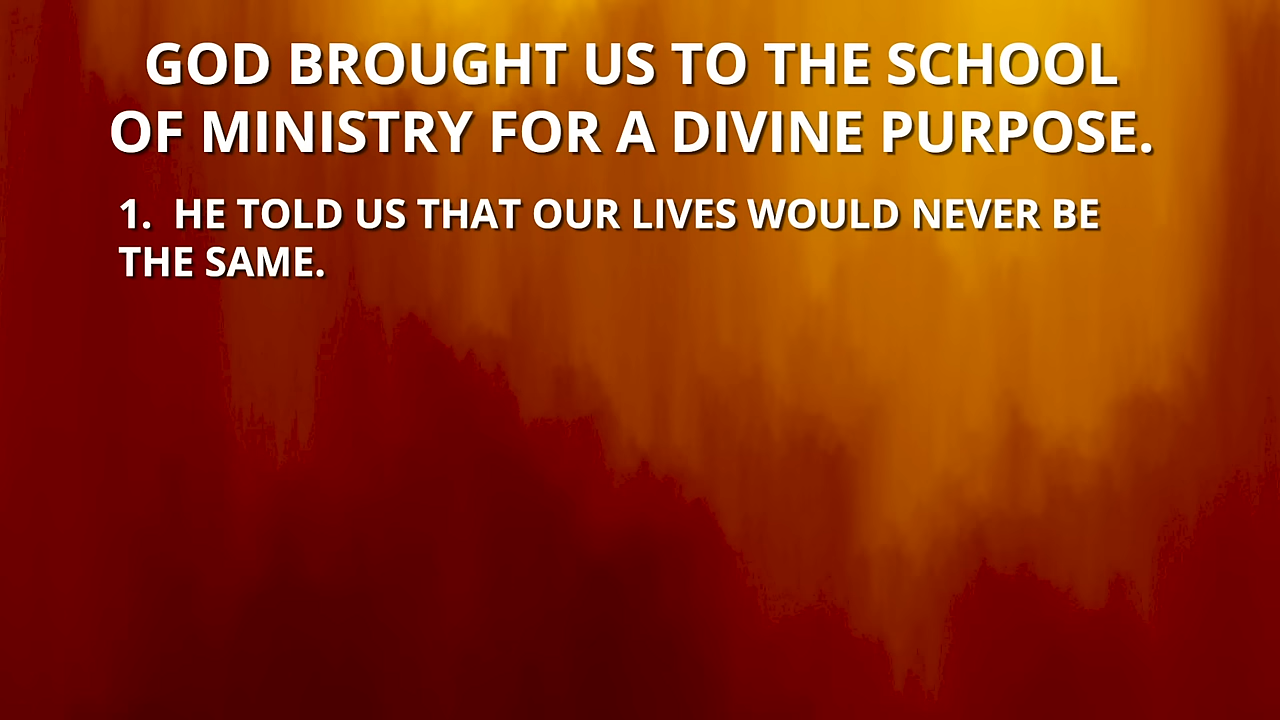 GOD BROUGHT US TO THE SCHOOL
OF MINISTRY FOR A DIVINE PURPOSE.
1. HE TOLD US THAT OUR LIVES WOULD NEVER BE
THE SAME.